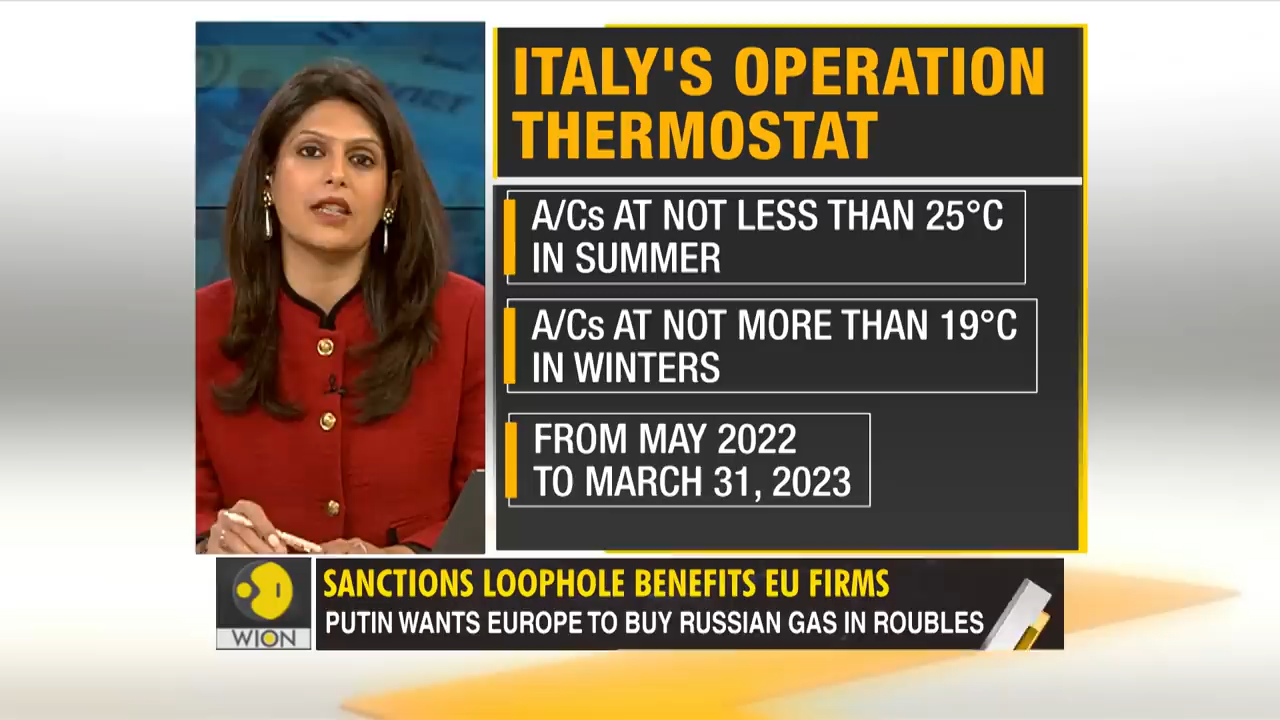 ITALY'S OPERATION
THERMOSTAT
A/Cs AT NOT LESS THAN 25°C
IN SUMMER
A/Cs AT NOT MORE THAN 19°C
IN WINTERS
FROM MAY 2022
TO MARCH 31, 2023
SANCTIONS LOOPHOLE BENEFITS EU FIRMS
PUTIN WANTS EUROPE TO BUY RUSSIAN GAS IN ROUBLES
WION